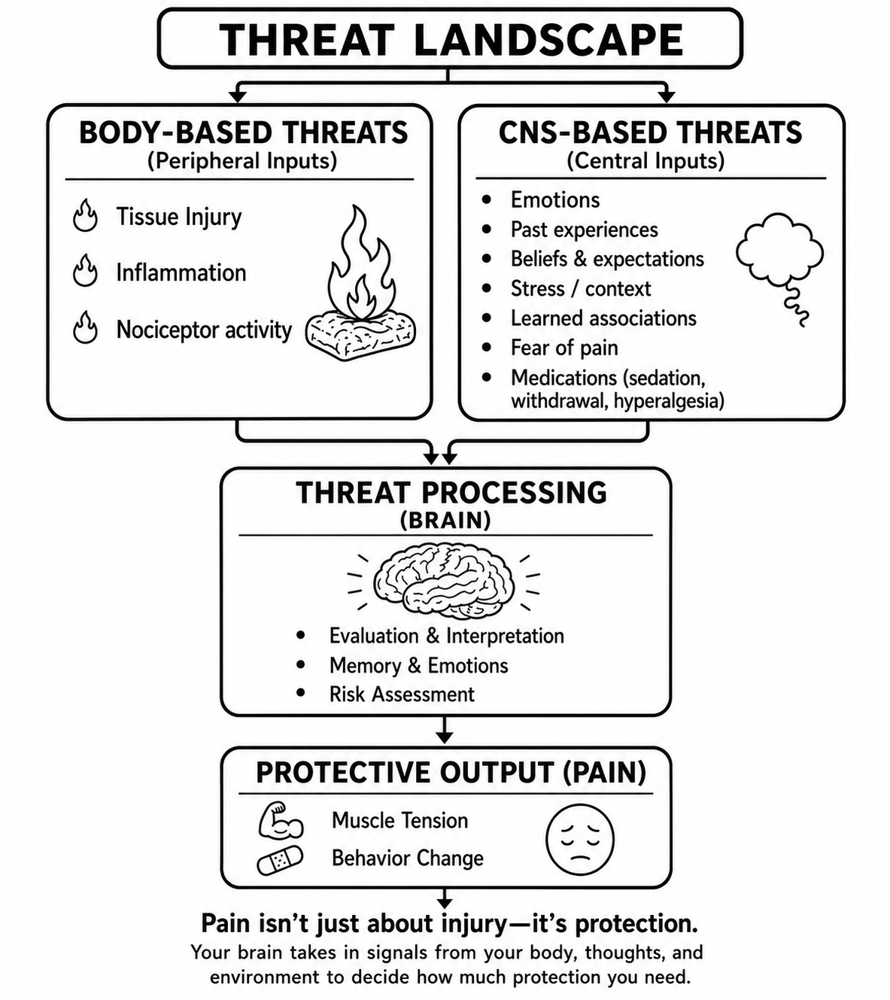 THREAT LANDSCAPE
BODY-BASED THREATS
(Peripheral Inputs)
Tissue Injury
Inflammation
Nociceptor activity
CNS-BASED THREATS
(Central Inputs)
• Emotions
• Past experiences
• Beliefs & expectations
• Stress / context
• Learned associations
• Fear of pain
• Medications (sedation,
withdrawal, hyperalgesia)
THREAT PROCESSING
(BRAIN)
• Evaluation & Interpretation
• Memory & Emotions
• Risk Assessment
PROTECTIVE OUTPUT (PAIN)
Muscle Tension
Behavior Change
Pain isn’t just about injury—it’s protection.
Your brain takes in signals from your body, thoughts, and
environment to decide how much protection you need.